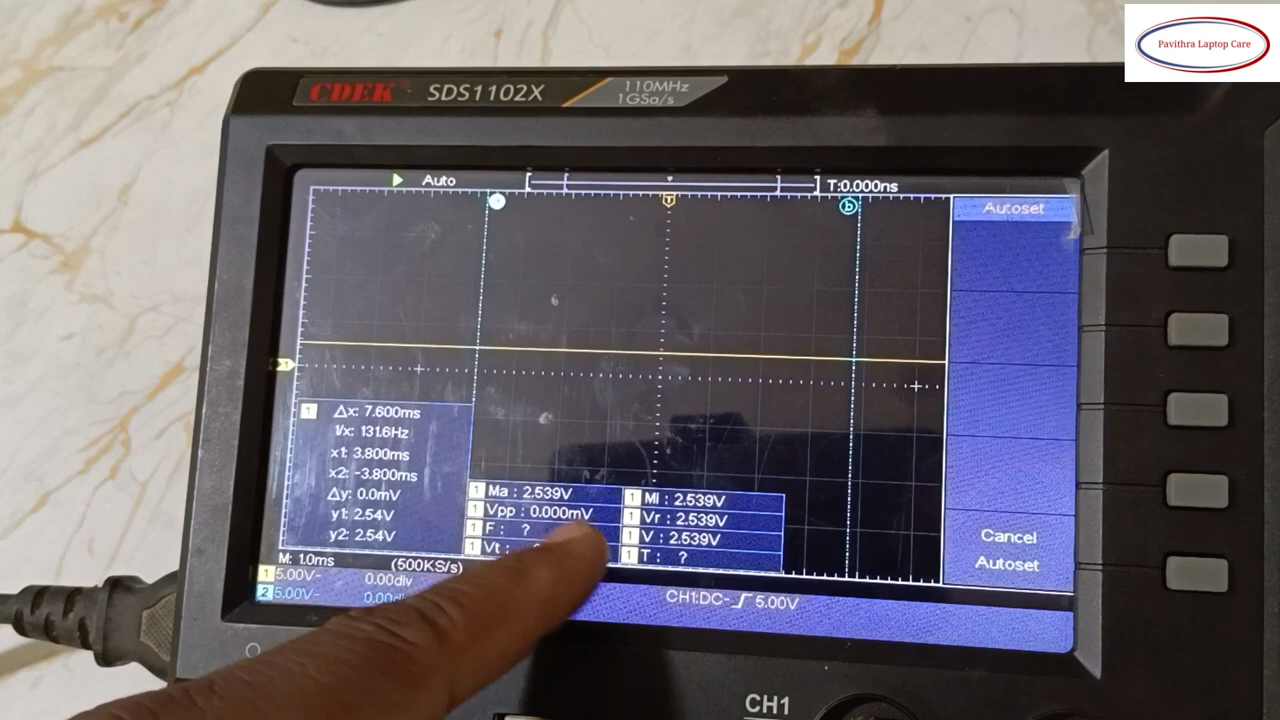 Pavithra Laptop Care
CDEK SDS1102X 110MHz
1GSa/s
Auto
T:0.000ns
T
b
Autoset
1
1 Δx: 7.600ms
1/x: 131.6Hz
x1: 3.800ms
x2: -3.800ms
Δy: 0.0mV
y1: 2.54V
y2: 2.54V
1 Ma : 2.539V
1 Vpp : 0.000mV
1 F : ?
1 Vt :
1 MI : 2.539V
1 Vr : 2.539V
1 V : 2.539V
1 T : ?
Cancel
Autoset
M: 1.0ms (500KS/s)
1 5.00V- 0.00div
2 5.00V-
CH1:DC- 5.00V
CH1